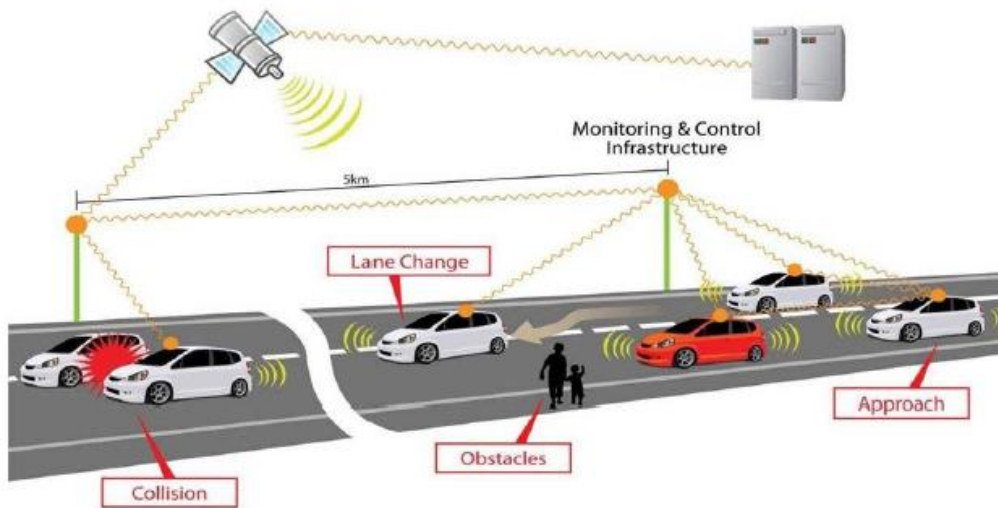 Monitoring & Control
Infrastructure
5km
Lane Change
Approach
Obstacles
Collision